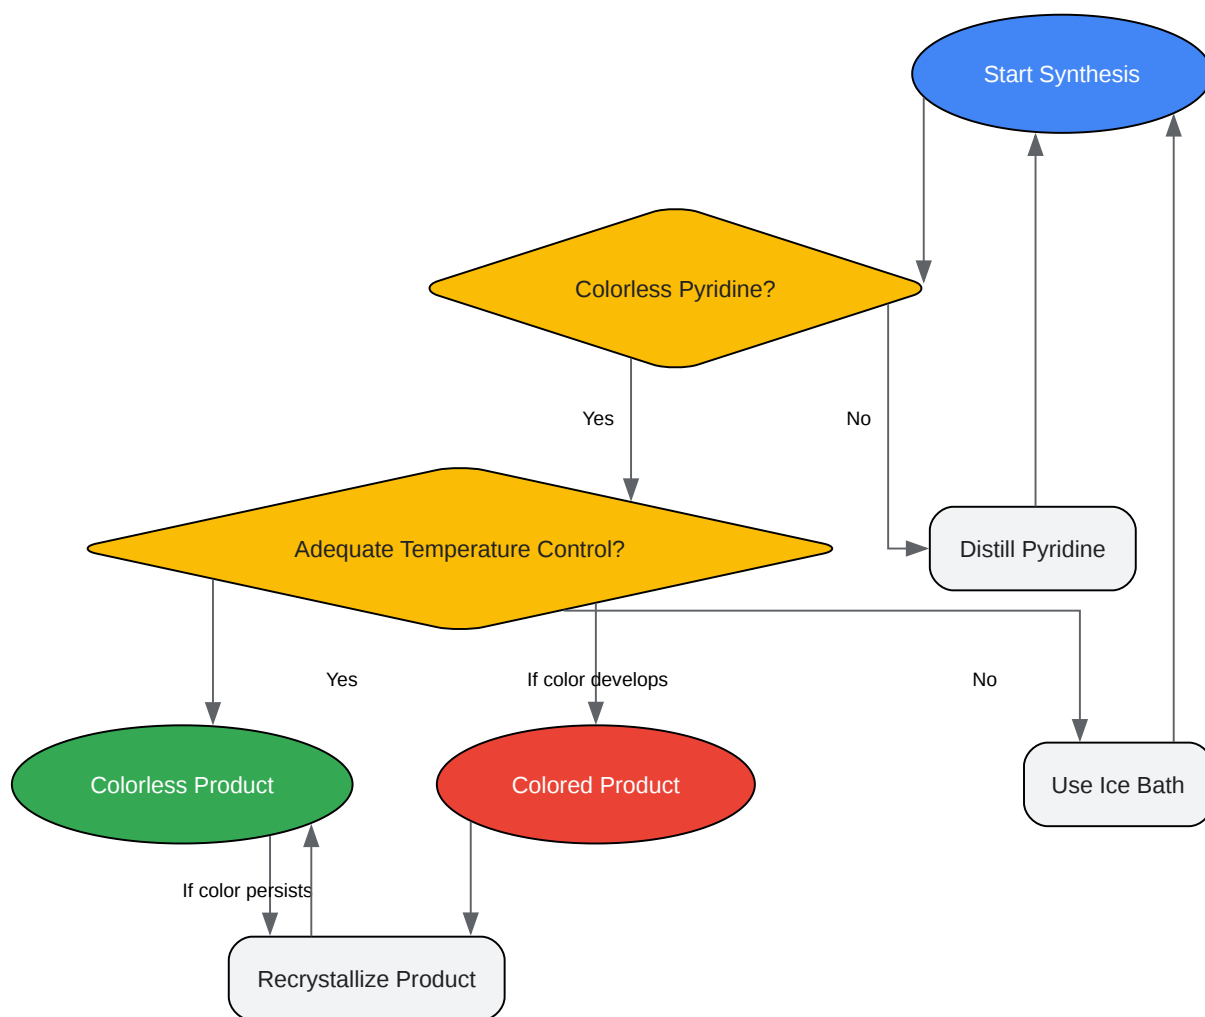 Start Synthesis
Colorless Pyridine?
Yes
No
Adequate Temperature Control?
Distill Pyridine
Yes
If color develops
No
Colorless Product
Colored Product
Use Ice Bath
If color persists
Recrystallize Product